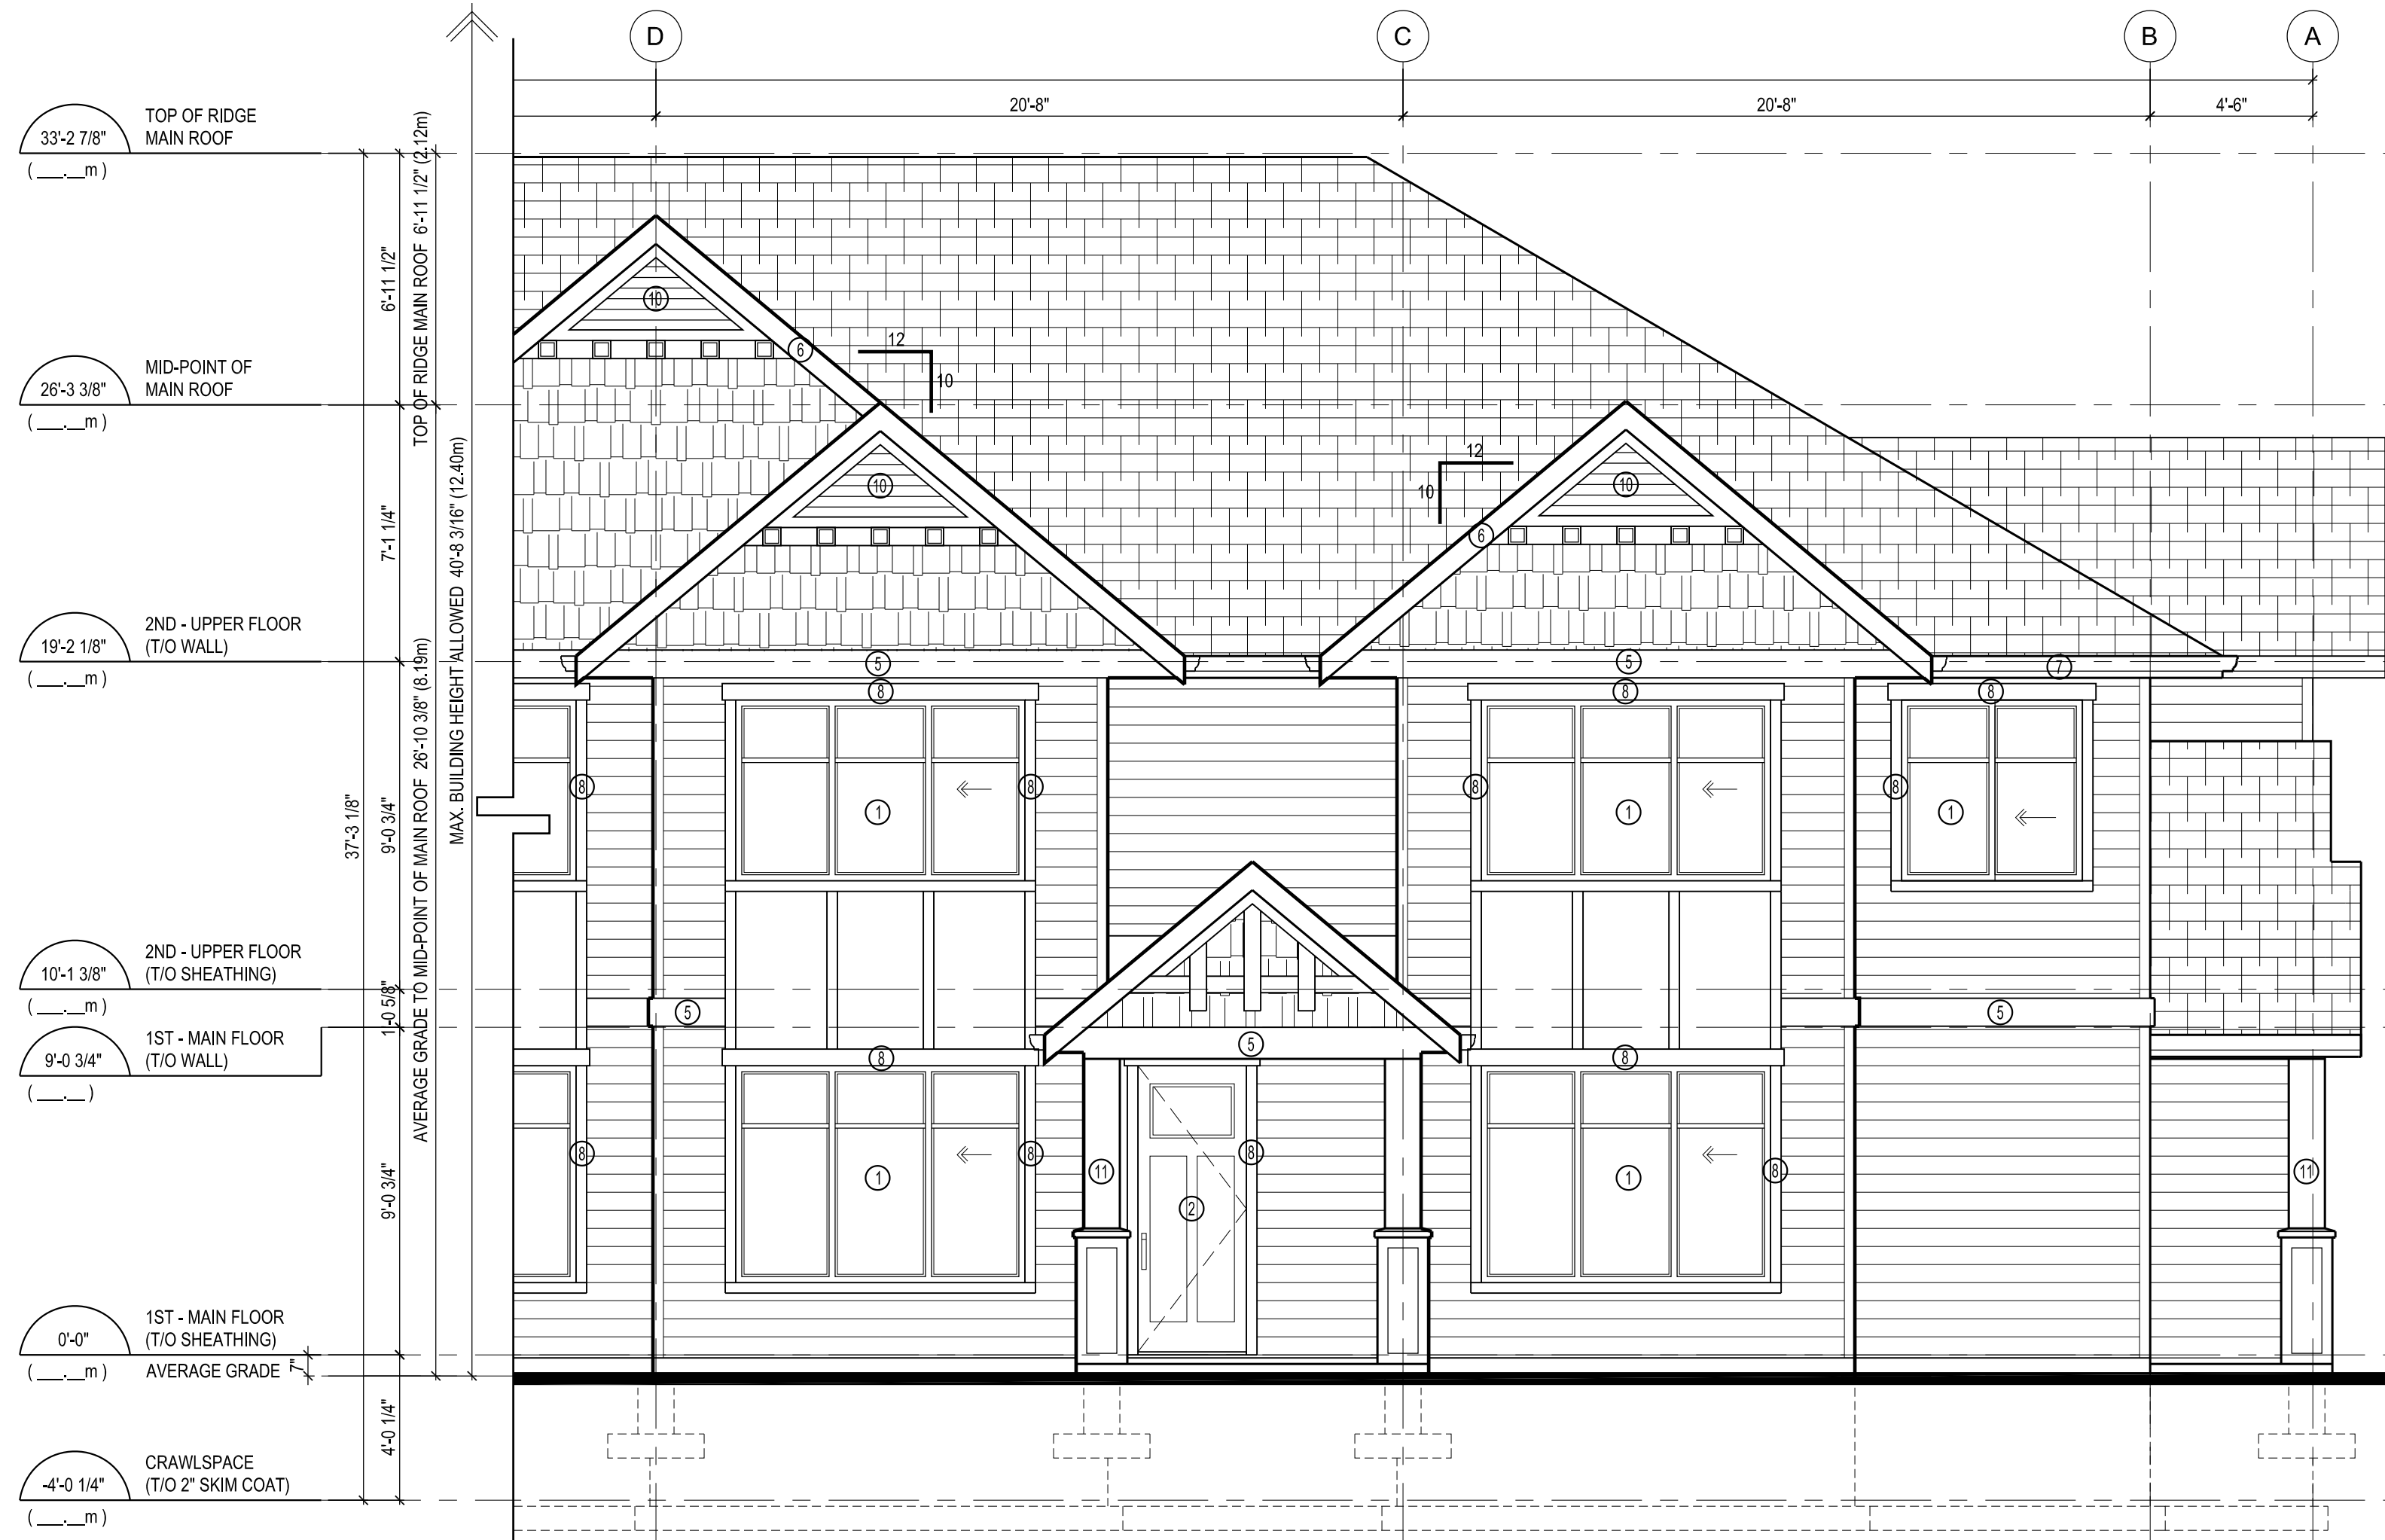 D
C
B
A
20'-8"
20'-8"
4'-6"
33'-2 7/8"
TOP OF RIDGE
MAIN ROOF
( ___.__m )
26'-3 3/8"
MID-POINT OF
MAIN ROOF
( ___.__m )
19'-2 1/8"
2ND - UPPER FLOOR
(T/O WALL)
( ___.__m )
10'-1 3/8"
2ND - UPPER FLOOR
(T/O SHEATHING)
( ___.__m )
9'-0 3/4"
1ST - MAIN FLOOR
(T/O WALL)
( ___.__ )
0'-0"
1ST - MAIN FLOOR
(T/O SHEATHING)
( ___.__m )
AVERAGE GRADE
7"
-4'-0 1/4"
CRAWLSPACE
(T/O 2" SKIM COAT)
( ___.__m )
37'-3 1/8"
6'-11 1/2"
7'-1 1/4"
9'-0 3/4"
1'-0 5/8"
9'-0 3/4"
4'-0 1/4"
TOP OF RIDGE MAIN ROOF 6'-11 1/2" (2.12m)
AVERAGE GRADE TO MID-POINT OF MAIN ROOF 26'-10 3/8" (8.19m)
MAX. BUILDING HEIGHT ALLOWED 40'-8 3/16" (12.40m)
10
6
12
10
10
12
10
10
6
5
5
7
8
8
8
8
8
8
8
1
1
1
5
5
5
8
8
8
8
8
8
11
11
1
2
1